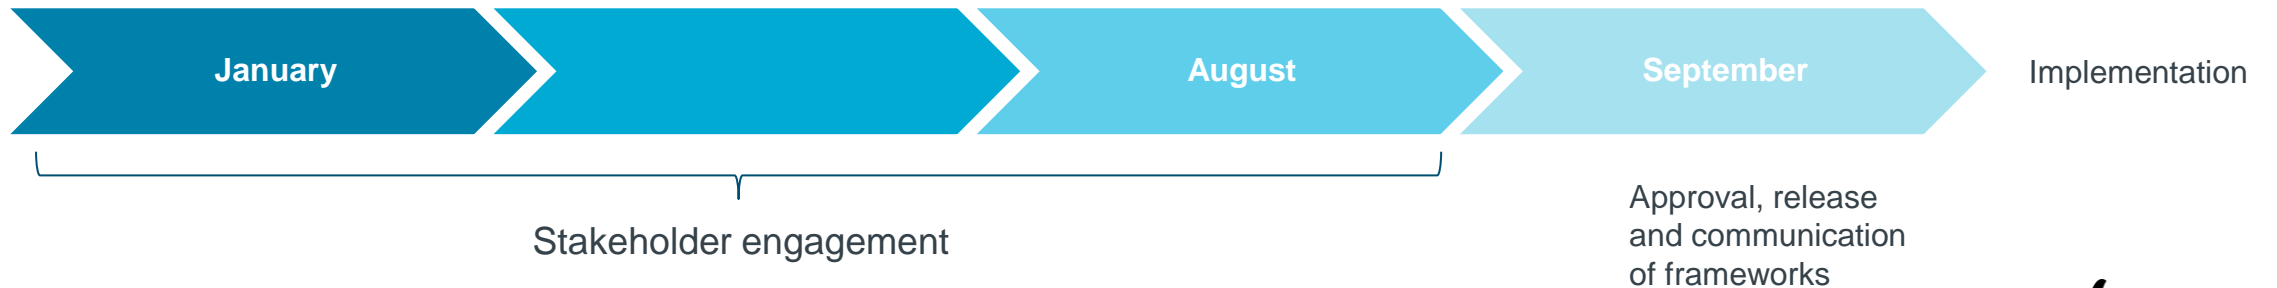 January
August
September
Implementation
Stakeholder engagement
Approval, release
and communication
of frameworks